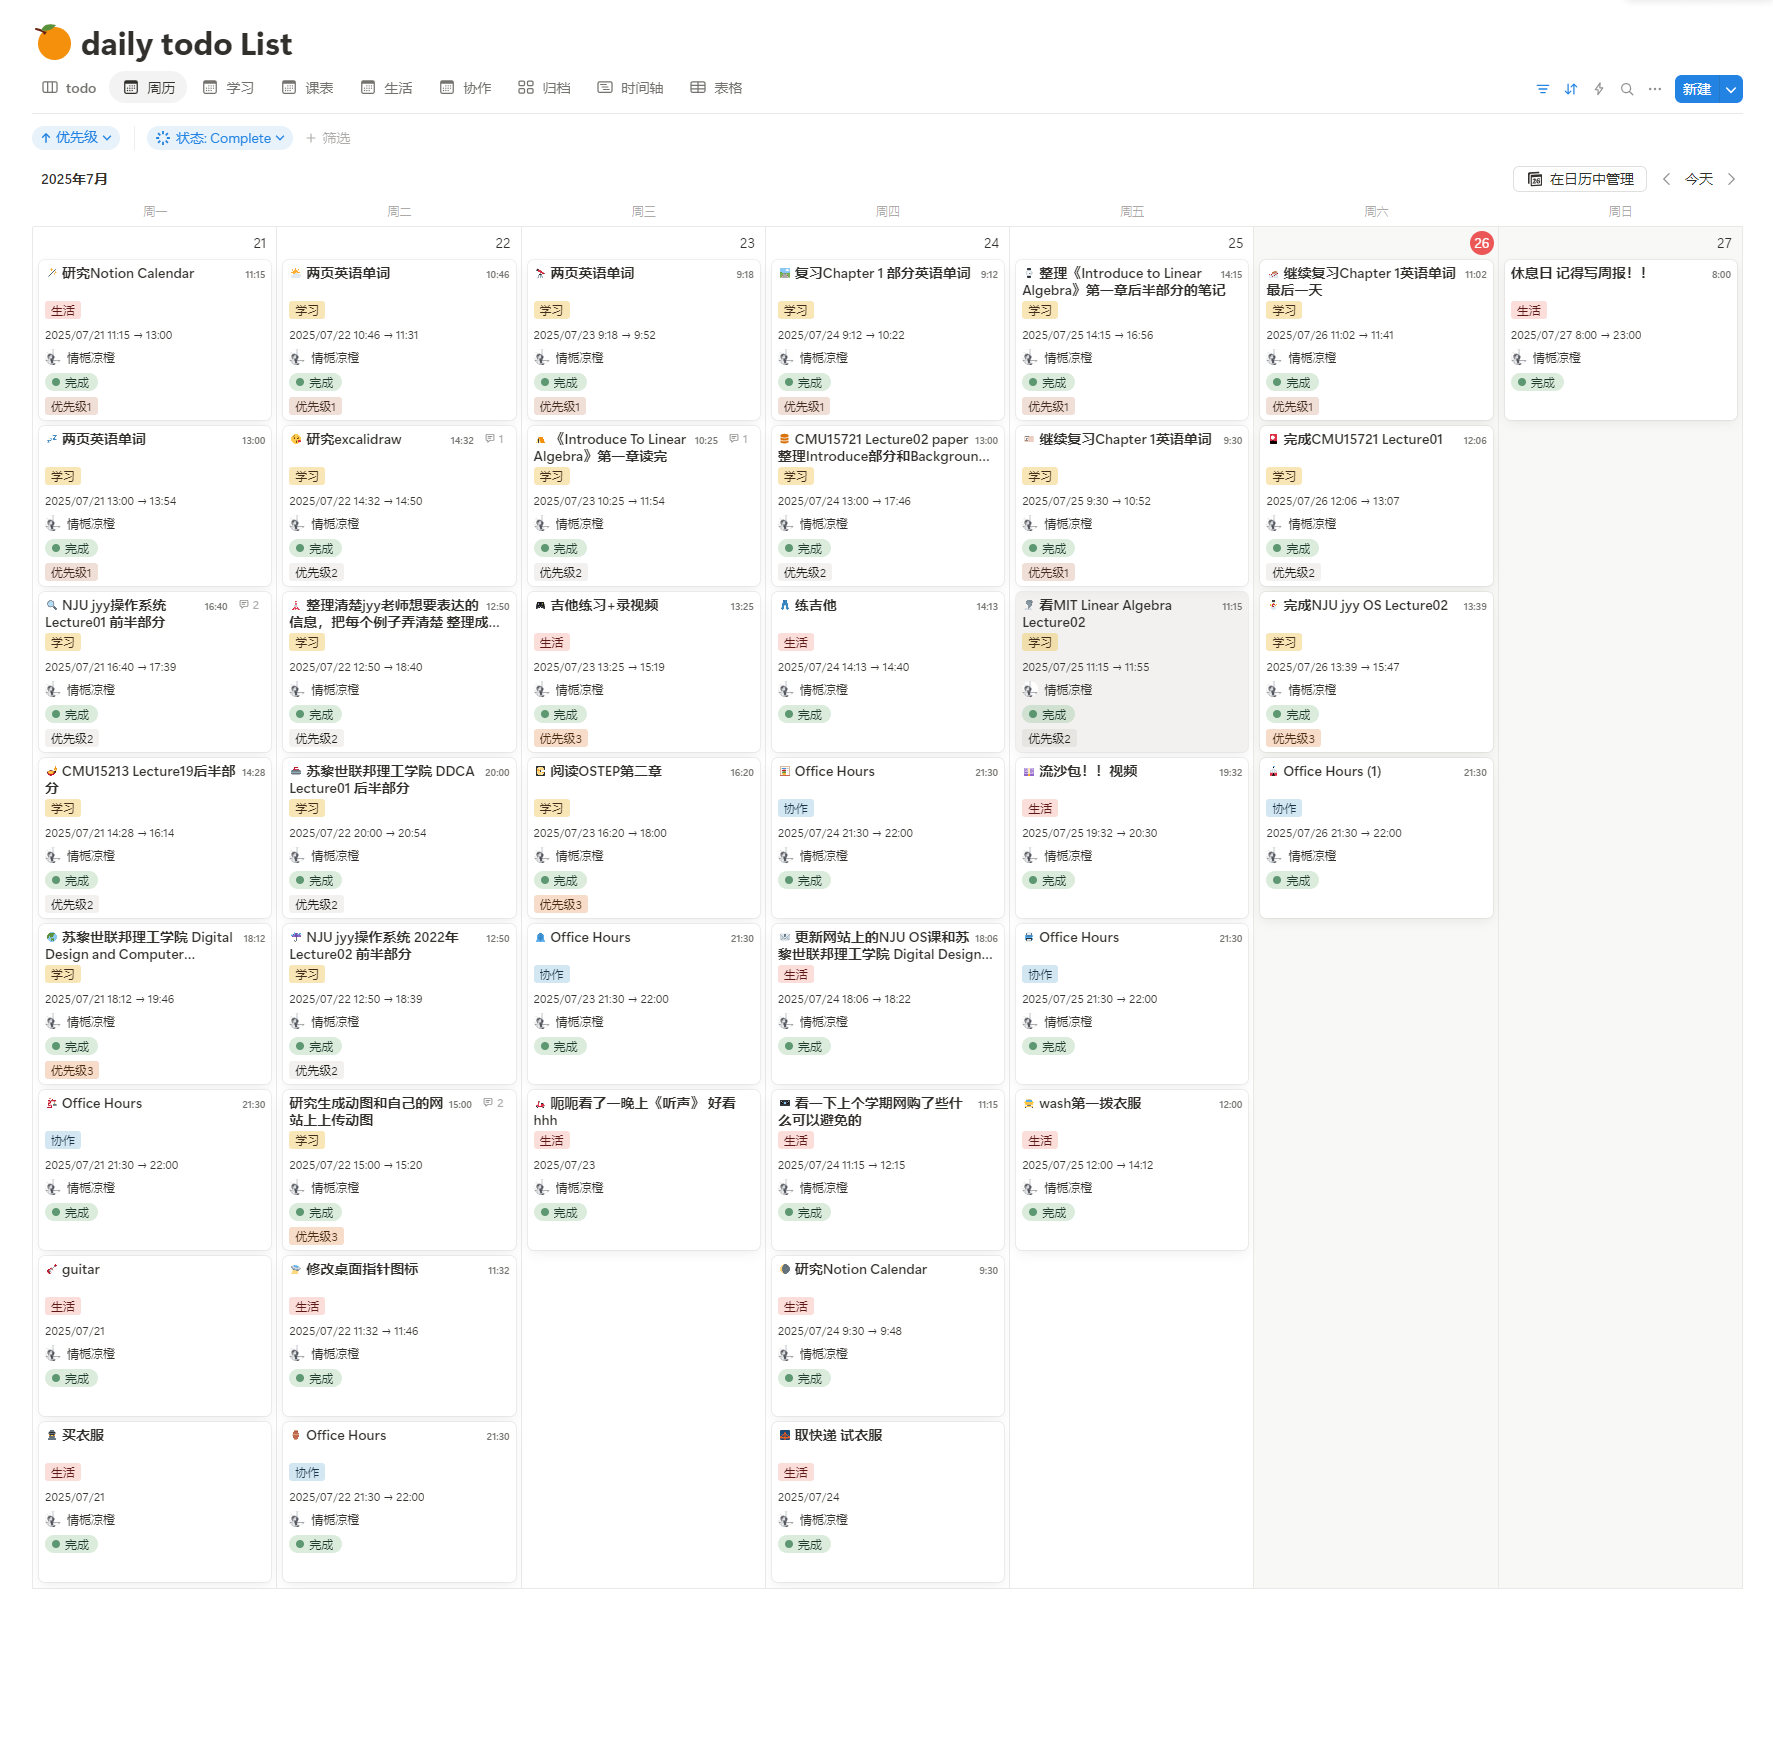 daily todo List
todo 周历 学习 课表 生活 协作 归档 时间轴 表格
新建
优先级 状态: Complete 筛选
2025年7月
在日历中管理 今天
周一 周二 周三 周四 周五 周六 周日
21
研究Notion Calendar 11:15
生活
2025/07/21 11:15 → 13:00
情栀凉橙
完成
优先级1
两页英语单词 13:00
学习
2025/07/21 13:00 → 13:54
情栀凉橙
完成
优先级1
NJU jyy操作系统 16:40 2
Lecture01 前半部分
学习
2025/07/21 16:40 → 17:39
情栀凉橙
完成
优先级2
CMU15213 Lecture19后半部 14:28
分
学习
2025/07/21 14:28 → 16:14
情栀凉橙
完成
优先级2
苏黎世联邦理工学院 Digital 18:12
Design and Computer...
学习
2025/07/21 18:12 → 19:46
情栀凉橙
完成
优先级3
Office Hours 21:30
协作
2025/07/21 21:30 → 22:00
情栀凉橙
完成
guitar
生活
2025/07/21
情栀凉橙
完成
买衣服
生活
2025/07/21
情栀凉橙
完成
22
两页英语单词 10:46
学习
2025/07/22 10:46 → 11:31
情栀凉橙
完成
优先级1
研究excalidraw 14:32 1
学习
2025/07/22 14:32 → 14:50
情栀凉橙
完成
优先级2
整理清楚jyy老师想要表达的 12:50
信息，把每个例子弄清楚 整理成...
学习
2025/07/22 12:50 → 18:40
情栀凉橙
完成
优先级2
苏黎世联邦理工学院 DDCA 20:00
Lecture01 后半部分
学习
2025/07/22 20:00 → 20:54
情栀凉橙
完成
优先级2
NJU jyy操作系统 2022年 12:50
Lecture02 前半部分
学习
2025/07/22 12:50 → 18:39
情栀凉橙
完成
优先级2
研究生成动图和自己的网 15:00 2
站上上传动图
学习
2025/07/22 15:00 → 15:20
情栀凉橙
完成
优先级3
修改桌面指针图标 11:32
生活
2025/07/22 11:32 → 11:46
情栀凉橙
完成
Office Hours 21:30
协作
2025/07/22 21:30 → 22:00
情栀凉橙
完成
23
两页英语单词 9:18
学习
2025/07/23 9:18 → 9:52
情栀凉橙
完成
优先级1
《Introduce To Linear 10:25 1
Algebra》第一章读完
学习
2025/07/23 10:25 → 11:54
情栀凉橙
完成
优先级2
吉他练习+录视频 13:25
生活
2025/07/23 13:25 → 15:19
情栀凉橙
完成
优先级3
阅读OSTEP第二章 16:20
学习
2025/07/23 16:20 → 18:00
情栀凉橙
完成
优先级3
Office Hours 21:30
协作
2025/07/23 21:30 → 22:00
情栀凉橙
完成
呃呃看了一晚上《听声》 好看
hhh
生活
2025/07/23
情栀凉橙
完成
24
复习Chapter 1 部分英语单词 9:12
学习
2025/07/24 9:12 → 10:22
情栀凉橙
完成
优先级1
CMU15721 Lecture02 paper 13:00
整理Introduce部分和Backgroun...
学习
2025/07/24 13:00 → 17:46
情栀凉橙
完成
优先级2
练吉他 14:13
生活
2025/07/24 14:13 → 14:40
情栀凉橙
完成
Office Hours 21:30
协作
2025/07/24 21:30 → 22:00
情栀凉橙
完成
更新网站上的NJU OS课和苏 18:06
黎世联邦理工学院 Digital Design...
生活
2025/07/24 18:06 → 18:22
情栀凉橙
完成
看一下上个学期网购了些什 11:15
么可以避免的
生活
2025/07/24 11:15 → 12:15
情栀凉橙
完成
研究Notion Calendar 9:30
生活
2025/07/24 9:30 → 9:48
情栀凉橙
完成
取快递 试衣服
生活
2025/07/24
情栀凉橙
完成
25
整理《Introduce to Linear 14:15
Algebra》第一章后半部分的笔记
学习
2025/07/25 14:15 → 16:56
情栀凉橙
完成
优先级1
继续复习Chapter 1英语单词 9:30
学习
2025/07/25 9:30 → 10:52
情栀凉橙
完成
优先级1
看MIT Linear Algebra 11:15
Lecture02
学习
2025/07/25 11:15 → 11:55
情栀凉橙
完成
优先级2
流沙包！！视频 19:32
生活
2025/07/25 19:32 → 20:30
情栀凉橙
完成
Office Hours 21:30
协作
2025/07/25 21:30 → 22:00
情栀凉橙
完成
wash第一拨衣服 12:00
生活
2025/07/25 12:00 → 14:12
情栀凉橙
完成
26
继续复习Chapter 1英语单词 11:02
最后一天
学习
2025/07/26 11:02 → 11:41
情栀凉橙
完成
优先级1
完成CMU15721 Lecture01 12:06
学习
2025/07/26 12:06 → 13:07
情栀凉橙
完成
优先级2
完成NJU jyy OS Lecture02 13:39
学习
2025/07/26 13:39 → 15:47
情栀凉橙
完成
优先级3
Office Hours (1) 21:30
协作
2025/07/26 21:30 → 22:00
情栀凉橙
完成
27
休息日 记得写周报！！ 8:00
生活
2025/07/27 8:00 → 23:00
情栀凉橙
完成